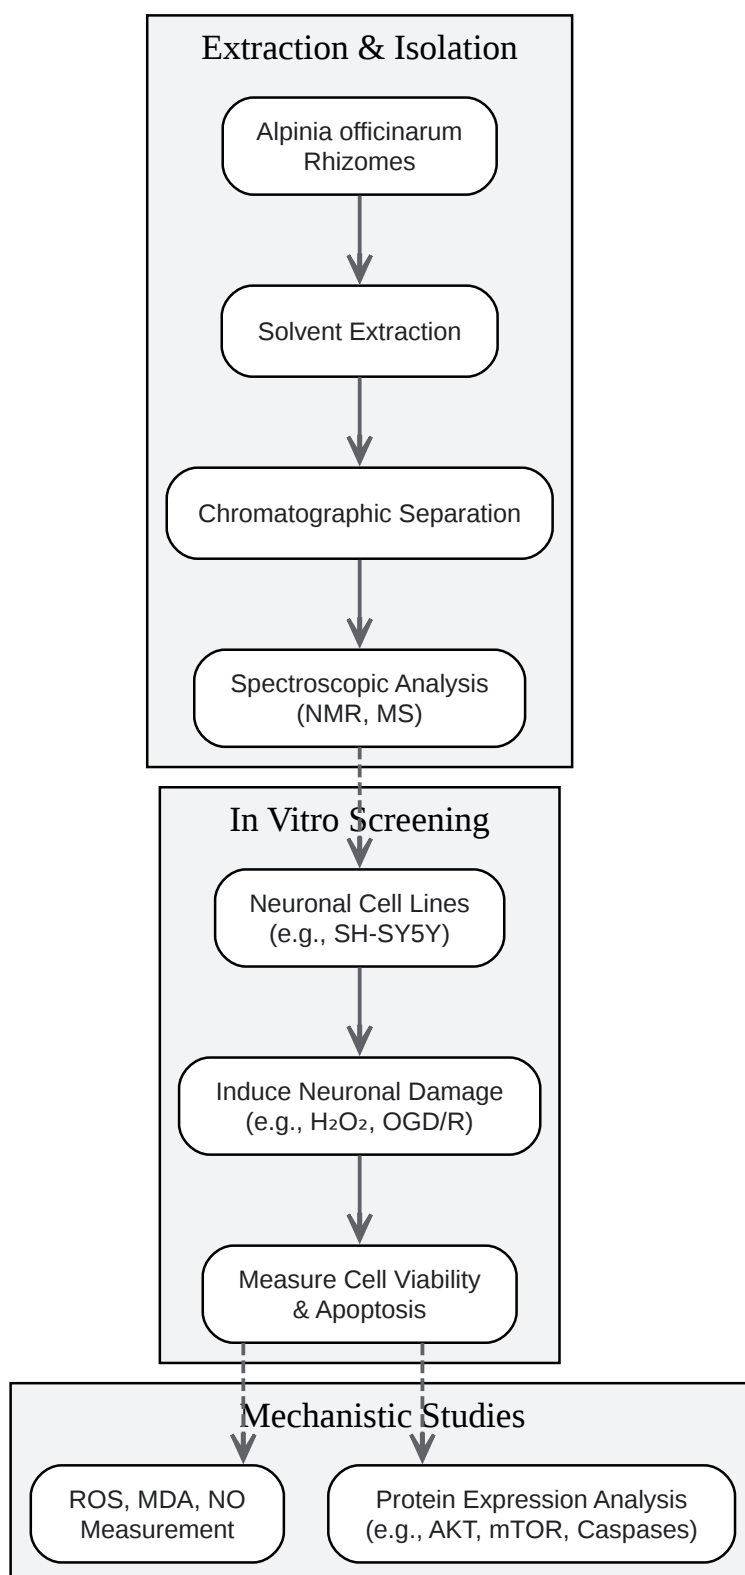 Extraction & Isolation
Alpinia officinarum
Rhizomes
Solvent Extraction
Chromatographic Separation
Spectroscopic Analysis
(NMR, MS)
In Vitro Screening
Neuronal Cell Lines
(e.g., SH-SY5Y)
Induce Neuronal Damage
(e.g., H₂O₂, OGD/R)
Measure Cell Viability
& Apoptosis
Mechanistic Studies
ROS, MDA, NO
Measurement
Protein Expression Analysis
(e.g., AKT, mTOR, Caspases)